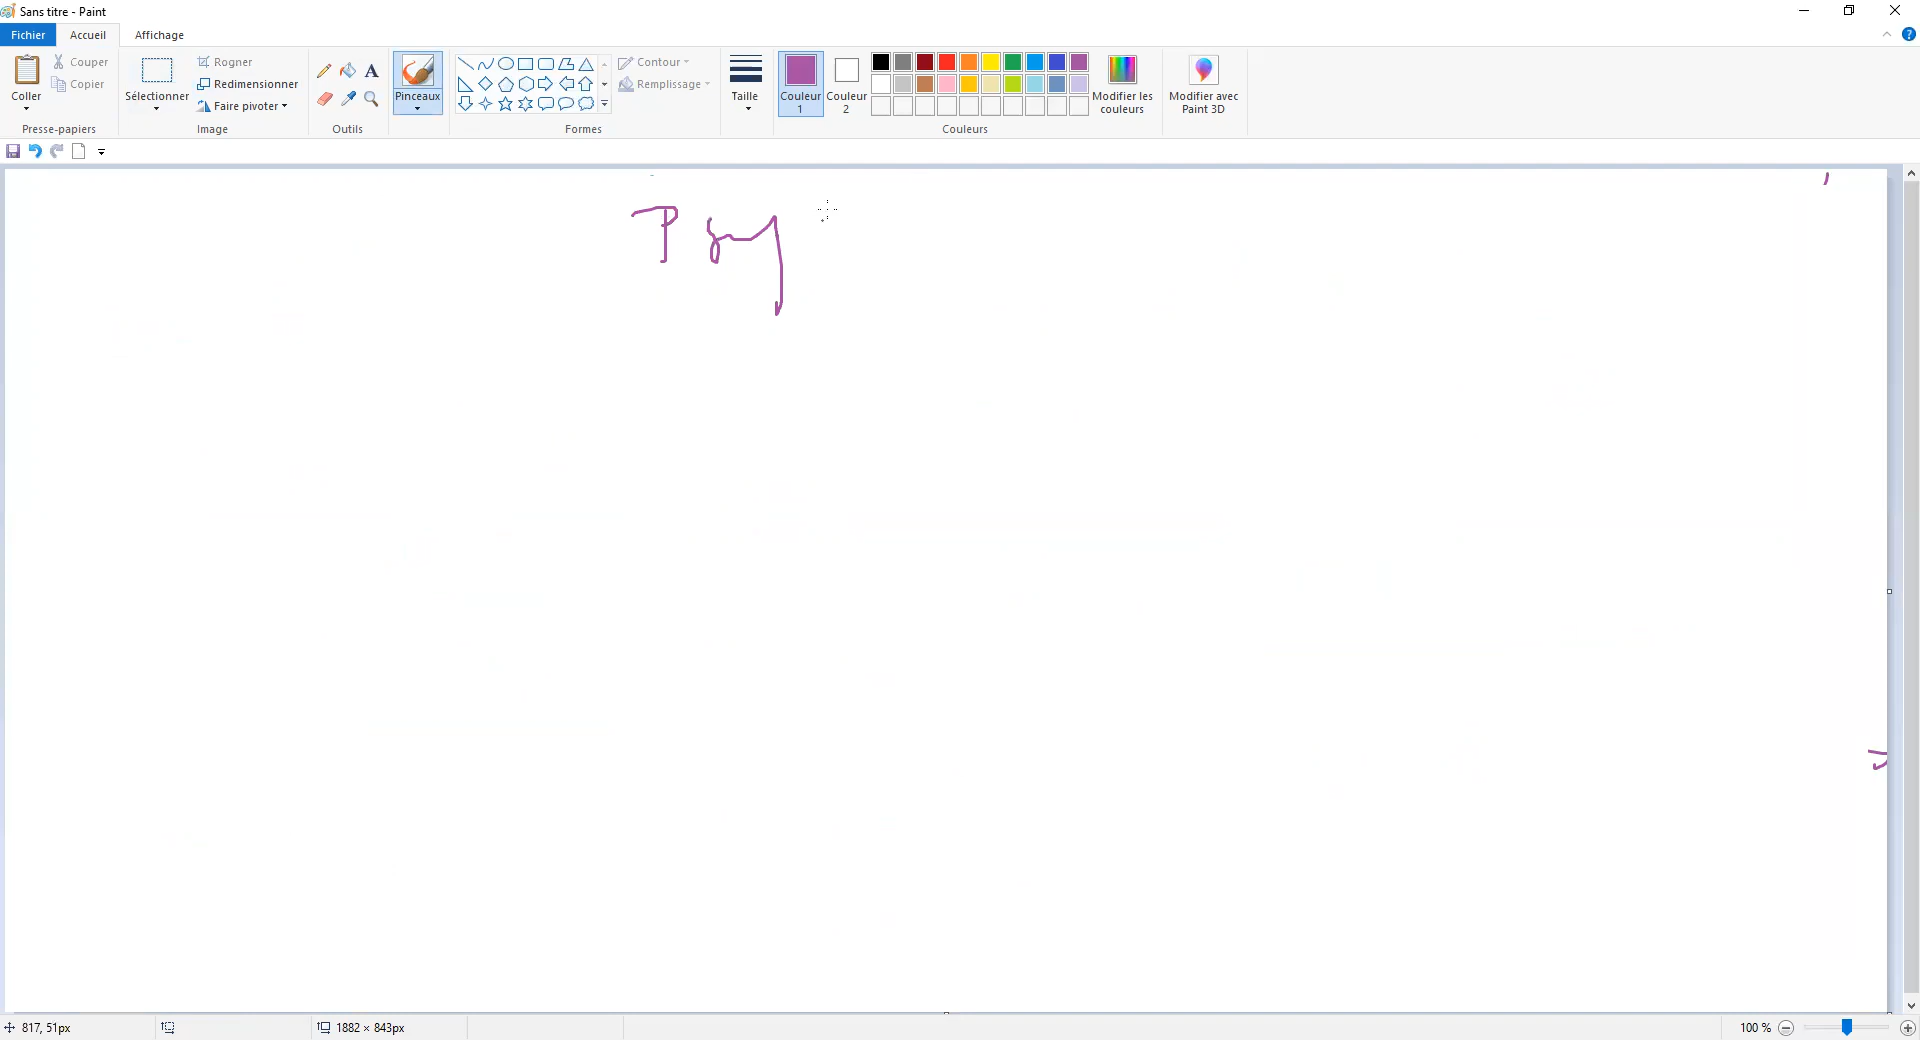 Sans titre - Paint
Fichier Accueil Affichage
Coller
Couper
Copier
Presse-papiers
Sélectionner
Rogner
Redimensionner
Faire pivoter
Image
A
Outils
Pinceaux
Formes
Contour
Remplissage
Taille
Couleur 1
Couleur 2
Couleurs
Modifier les couleurs
Modifier avec Paint 3D
P
817, 51px
1882 × 843px
100 %